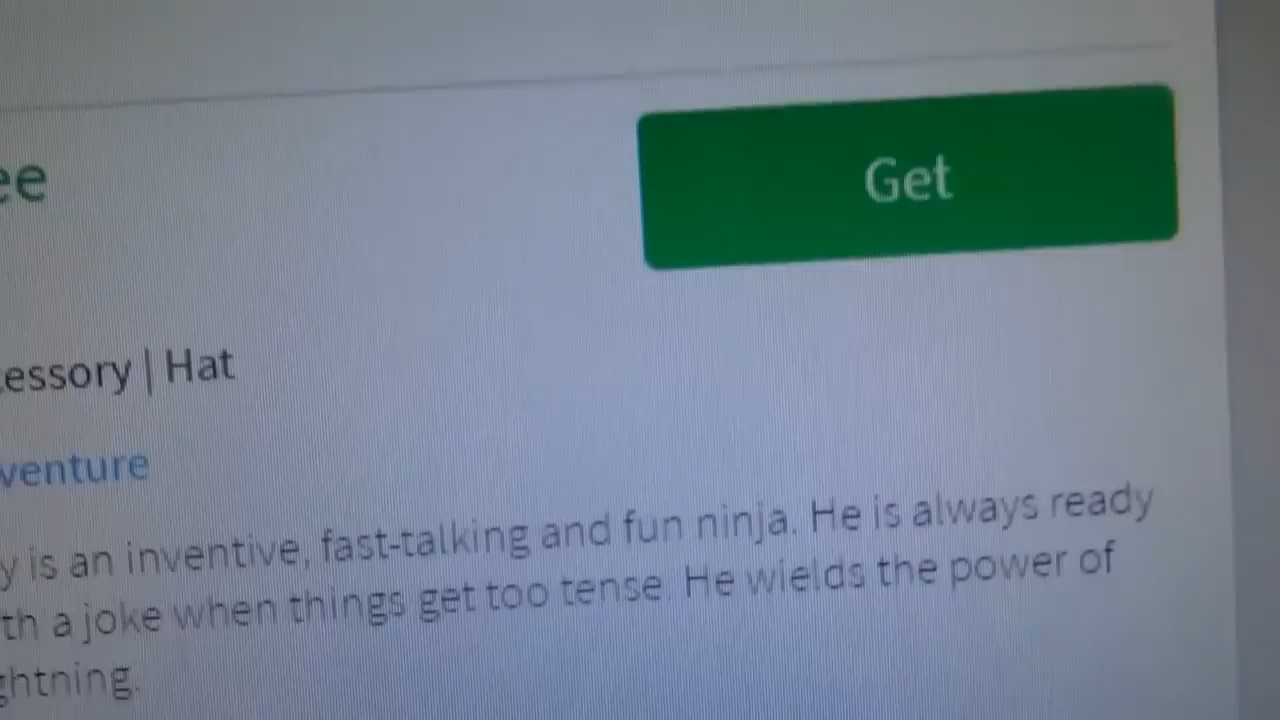 ee
Get
essory | Hat
venture
y is an inventive, fast-talking and fun ninja. He is always ready
th a joke when things get too tense. He wields the power of
ghtning.